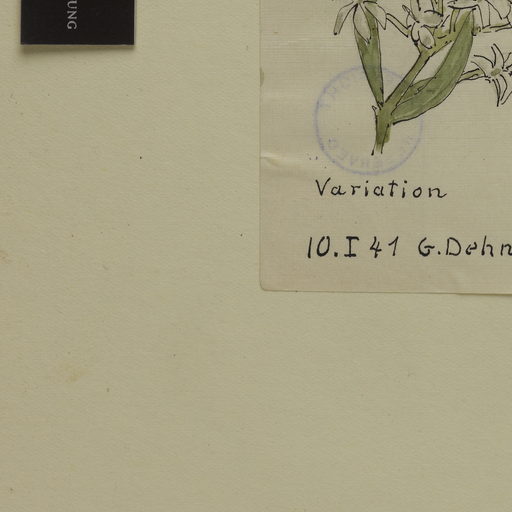 UNG
Variation
10.I 41 G.Dehn